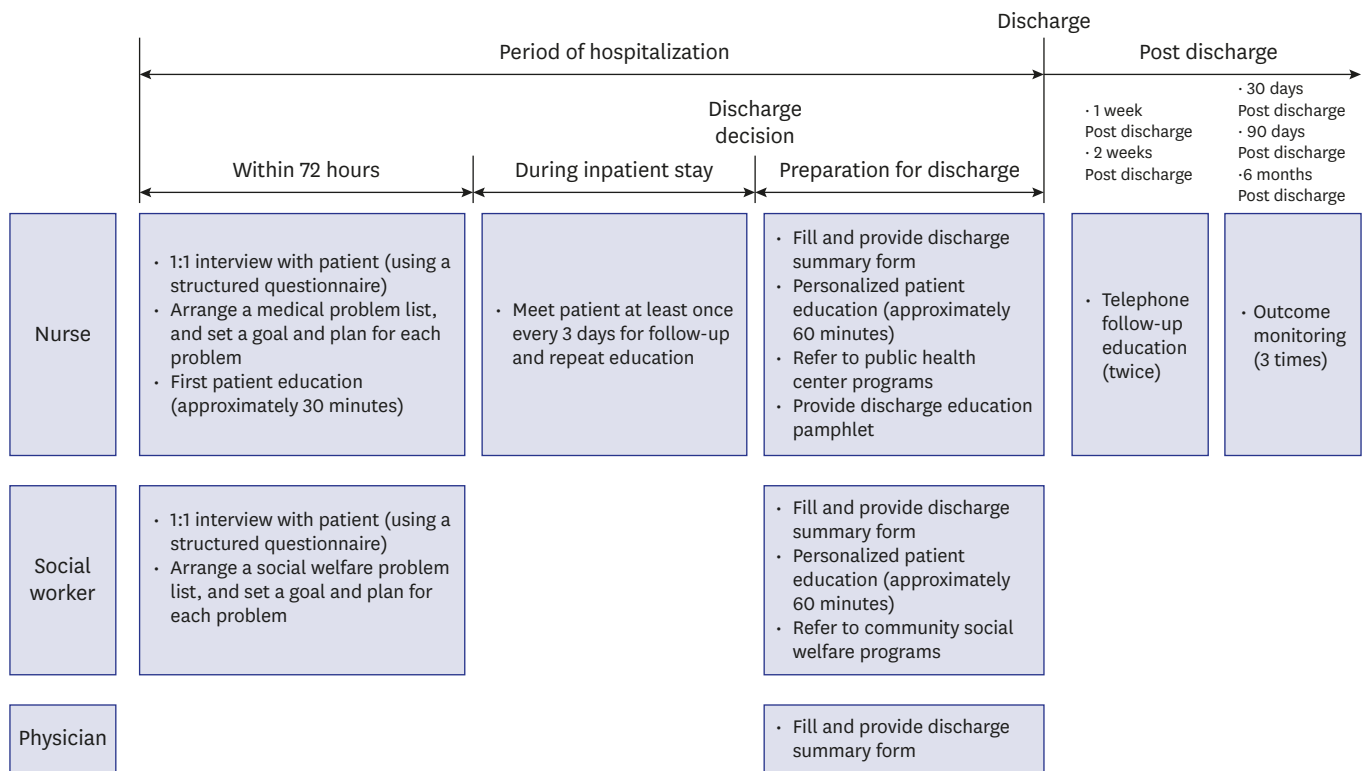 Discharge
Period of hospitalization
Post discharge
Discharge
decision
· 1 week
Post discharge
· 2 weeks
Post discharge
· 30 days
Post discharge
· 90 days
Post discharge
·6 months
Post discharge
Within 72 hours
During inpatient stay
Preparation for discharge
Nurse
· 1:1 interview with patient (using a
structured questionnaire)
· Arrange a medical problem list,
and set a goal and plan for each
problem
· First patient education
(approximately 30 minutes)
· Meet patient at least once
every 3 days for follow-up
and repeat education
· Fill and provide discharge
summary form
· Personalized patient
education (approximately
60 minutes)
· Refer to public health
center programs
· Provide discharge education
pamphlet
· Telephone
follow-up
education
(twice)
· Outcome
monitoring
(3 times)
Social
worker
· 1:1 interview with patient (using a
structured questionnaire)
· Arrange a social welfare problem
list, and set a goal and plan for
each problem
· Fill and provide discharge
summary form
· Personalized patient
education (approximately
60 minutes)
· Refer to community social
welfare programs
Physician
· Fill and provide discharge
summary form